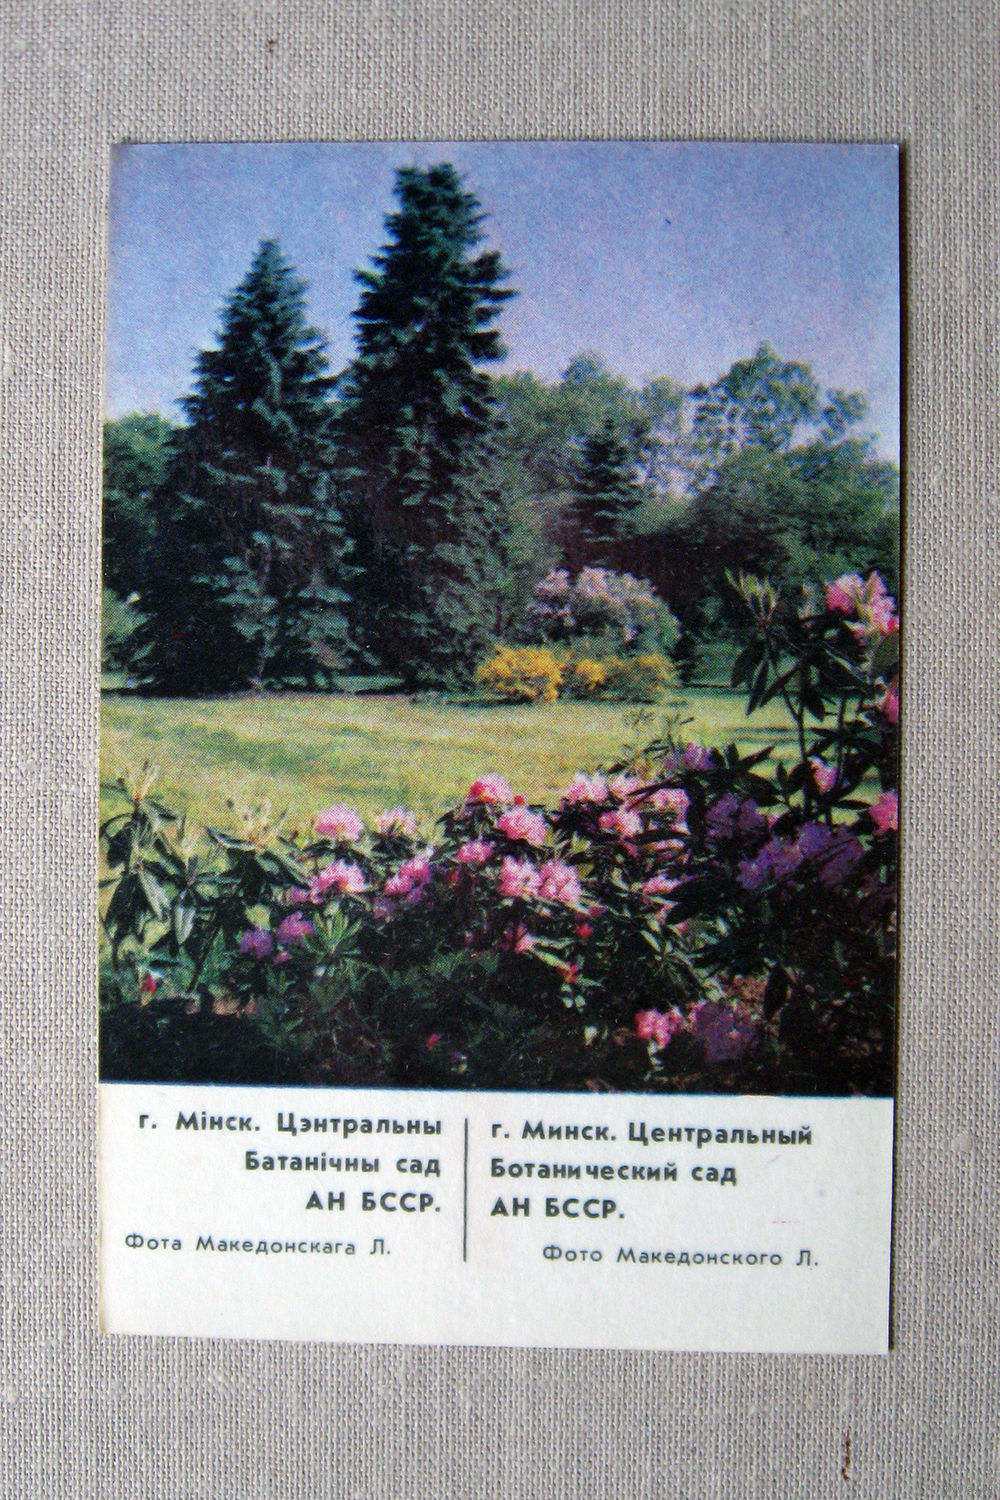 г. Мінск. Цэнтральны
Батанічны сад
АН БССР.
Фота Македонскага Л.
г. Минск. Центральный
Ботанический сад
АН БССР.
Фото Македонского Л.